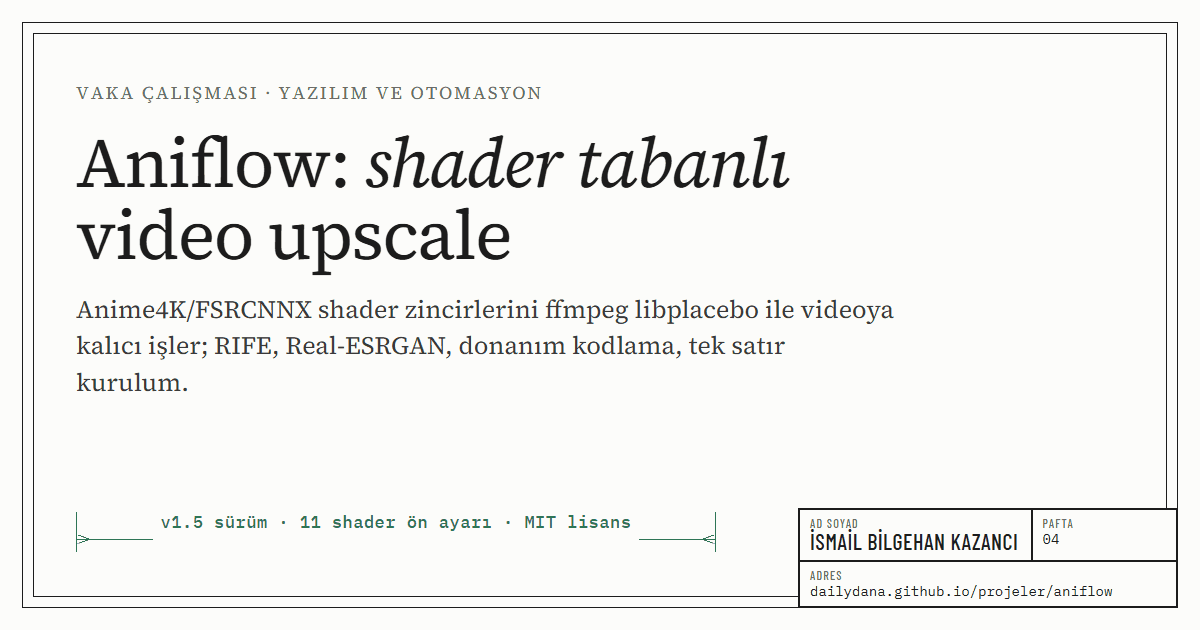 VAKA ÇALIŞMASI · YAZILIM VE OTOMASYON
Aniflow: shader tabanlı
video upscale
Anime4K/FSRCNNX shader zincirlerini ffmpeg libplacebo ile videoya
kalıcı işler; RIFE, Real-ESRGAN, donanım kodlama, tek satır
kurulum.
v1.5 sürüm · 11 shader ön ayarı · MIT lisans
AD SOYAD
İSMAİL BİLGEHAN KAZANCI
PAFTA
04
ADRES
dailydana.github.io/projeler/aniflow